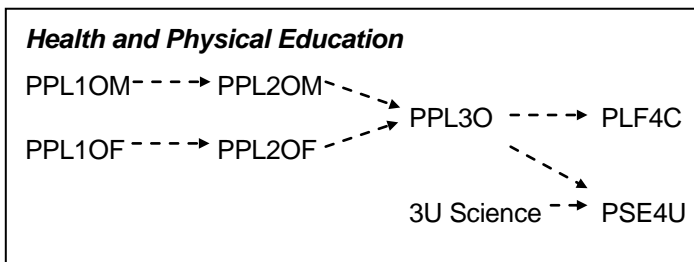 Health and Physical Education
PPL1OM PPL2OM
PPL3O PLF4C
PPL1OF PPL2OF
3U Science PSE4U